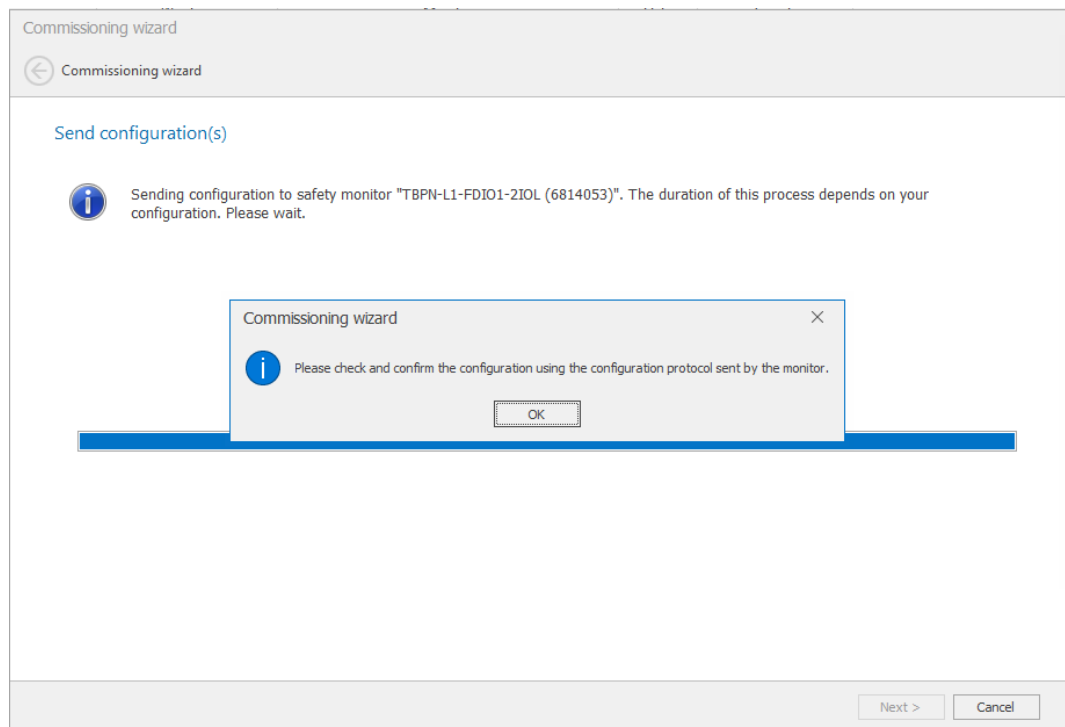 Commissioning wizard
Commissioning wizard
Send configuration(s)
Sending configuration to safety monitor "TBPN-L1-FDIO1-2IOL (6814053)". The duration of this process depends on your
configuration. Please wait.
Commissioning wizard
Please check and confirm the configuration using the configuration protocol sent by the monitor.
OK
Next >
Cancel